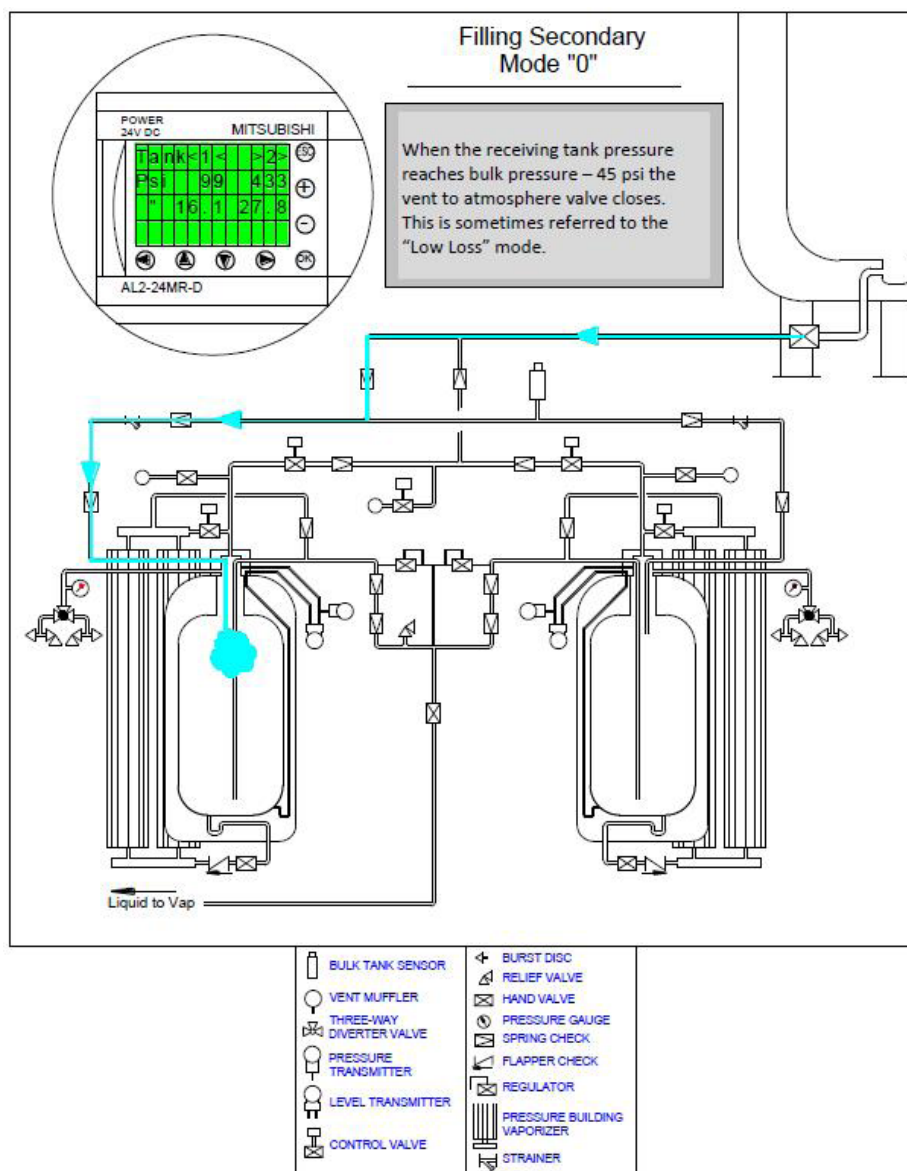 Filling Secondary
Mode "0"
POWER
24V DC
MITSUBISHI
Tank<1< >2>
Psi 99 433
" 16.1 27.8
ESC
+
−
OK
AL2-24MR-D
When the receiving tank pressure
reaches bulk pressure – 45 psi the
vent to atmosphere valve closes.
This is sometimes referred to the
“Low Loss” mode.
Liquid to Vap
BULK TANK SENSOR
VENT MUFFLER
THREE-WAY
DIVERTER VALVE
PRESSURE
TRANSMITTER
LEVEL TRANSMITTER
CONTROL VALVE
BURST DISC
RELIEF VALVE
HAND VALVE
PRESSURE GAUGE
SPRING CHECK
FLAPPER CHECK
REGULATOR
PRESSURE BUILDING
VAPORIZER
STRAINER